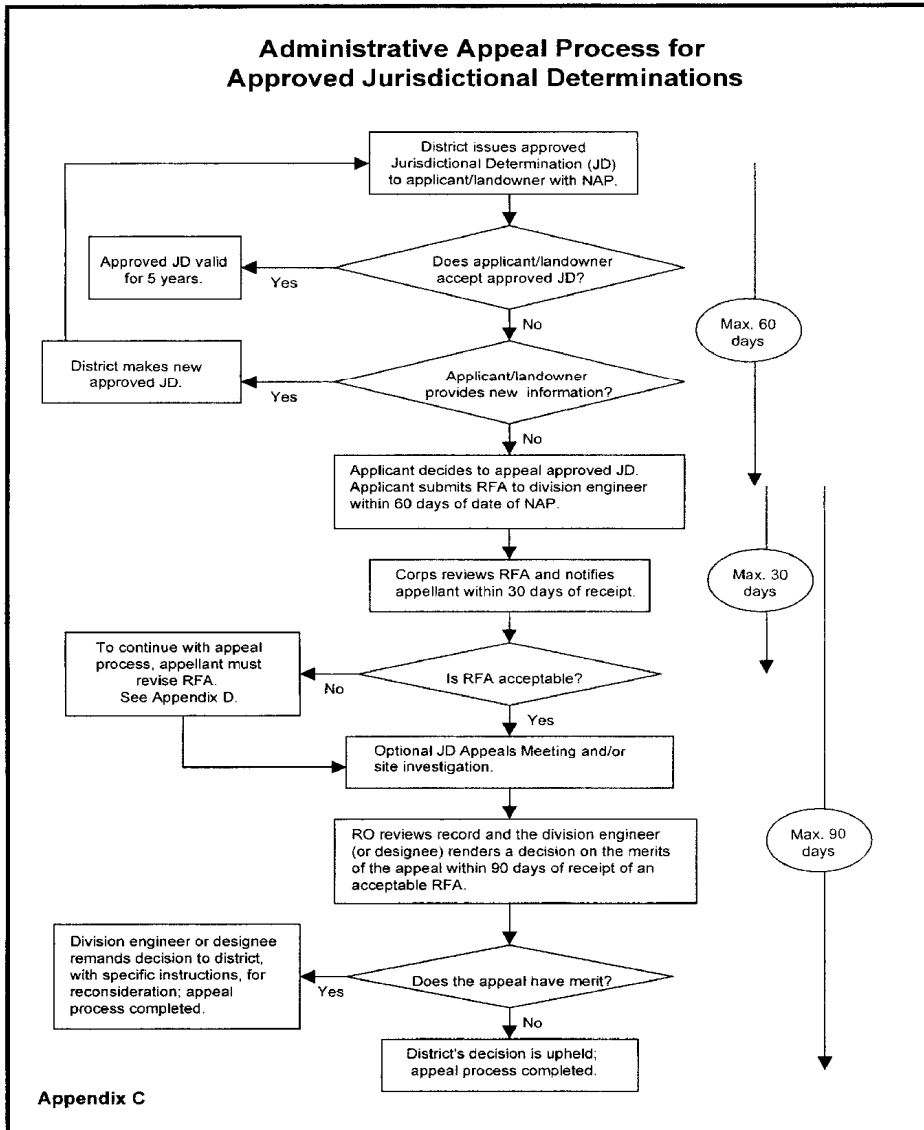 Administrative Appeal Process for
Approved Jurisdictional Determinations
District issues approved
Jurisdictional Determination (JD)
to applicant/landowner with NAP.
Does applicant/landowner
accept approved JD?
Yes
Approved JD valid
for 5 years.
No
Max. 60
days
Applicant/landowner
provides new information?
Yes
District makes new
approved JD.
No
Applicant decides to appeal approved JD.
Applicant submits RFA to division engineer
within 60 days of date of NAP.
Corps reviews RFA and notifies
appellant within 30 days of receipt.
Max. 30
days
Is RFA acceptable?
No
To continue with appeal
process, appellant must
revise RFA.
See Appendix D.
Yes
Optional JD Appeals Meeting and/or
site investigation.
RO reviews record and the division engineer
(or designee) renders a decision on the merits
of the appeal within 90 days of receipt of an
acceptable RFA.
Max. 90
days
Does the appeal have merit?
Yes
Division engineer or designee
remands decision to district,
with specific instructions, for
reconsideration; appeal
process completed.
No
District's decision is upheld;
appeal process completed.
Appendix C